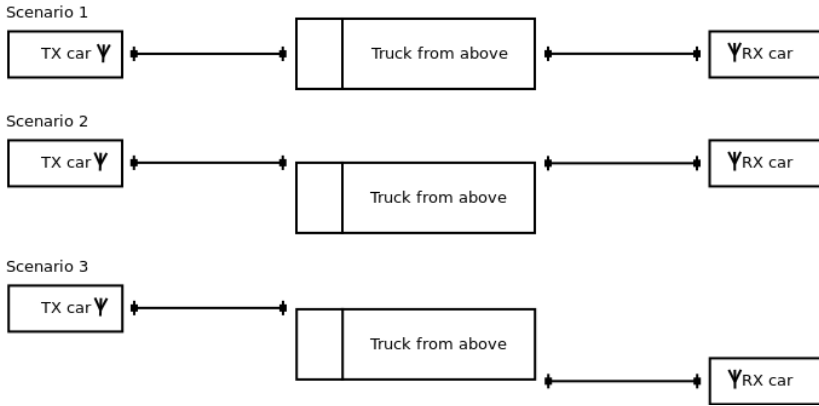 Scenario 1
TX car
Truck from above
RX car
Scenario 2
TX car
Truck from above
RX car
Scenario 3
TX car
Truck from above
RX car